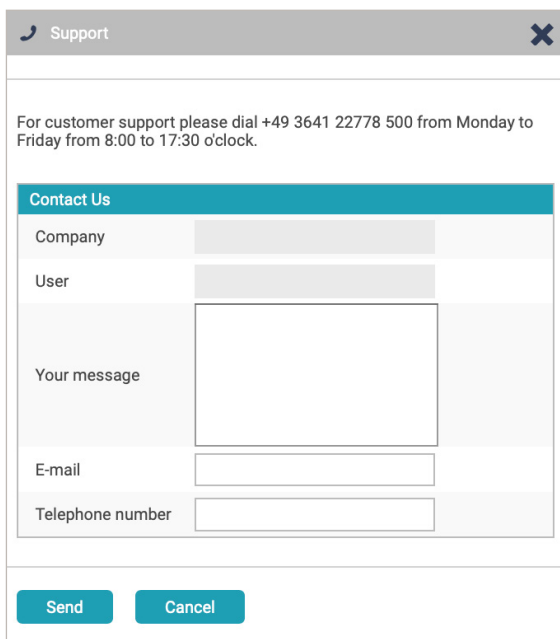 Support
For customer support please dial +49 3641 22778 500 from Monday to
Friday from 8:00 to 17:30 o'clock.
Contact Us
Company
User
Your message
E-mail
Telephone number
Send
Cancel